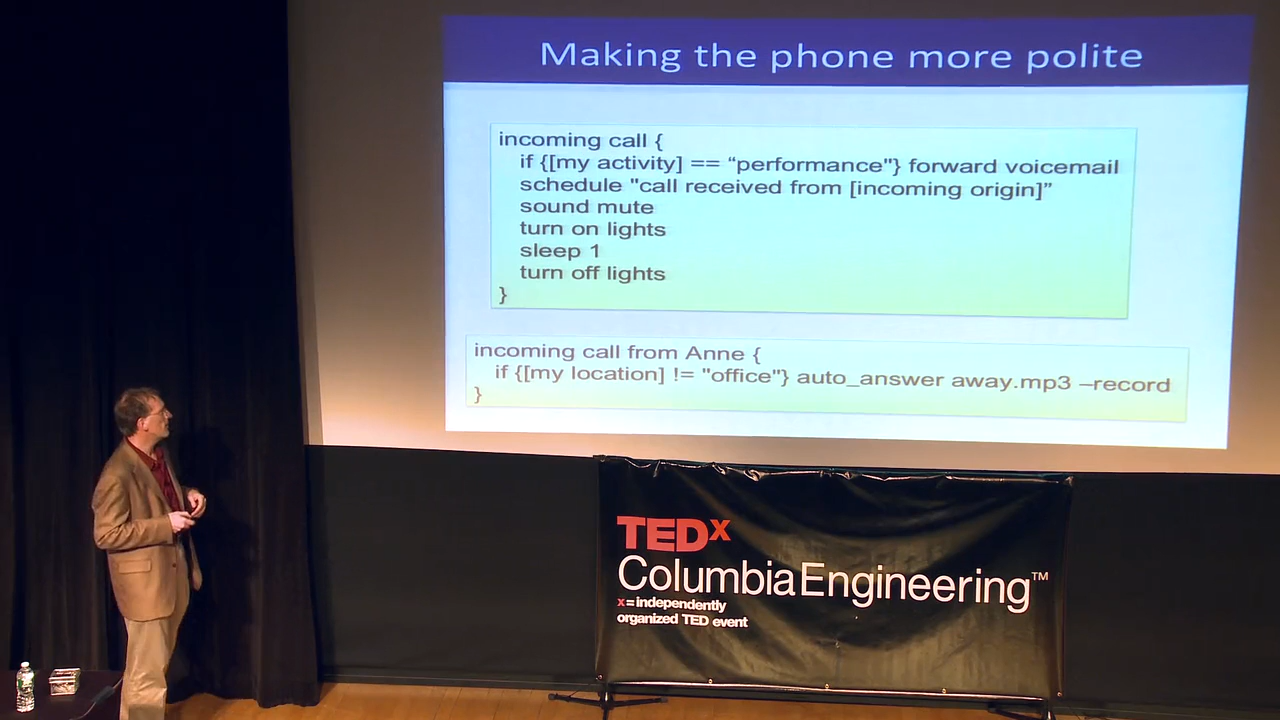 Making the phone more polite
incoming call {
if {[my activity] == “performance"} forward voicemail
schedule "call received from [incoming origin]”
sound mute
turn on lights
sleep 1
turn off lights
}
incoming call from Anne {
if {[my location] != "office"} auto_answer away.mp3 –record
}
TEDx
ColumbiaEngineering™
x=independently
organized TED event